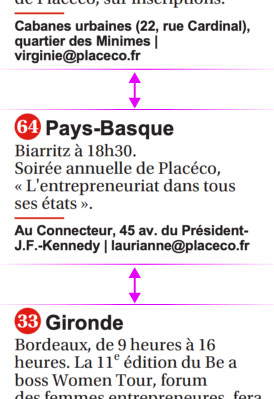 de Placéco, sur inscriptions.
Cabanes urbaines (22, rue Cardinal),
quartier des Minimes |
virginie@placeco.fr
64 Pays-Basque
Biarritz à 18h30.
Soirée annuelle de Placéco,
« L'entrepreneuriat dans tous
ses états ».
Au Connecteur, 45 av. du Président-
J.F.-Kennedy | laurianne@placeco.fr
33 Gironde
Bordeaux, de 9 heures à 16
heures. La 11e édition du Be a
boss Women Tour, forum
des femmes entrepreneures, fera